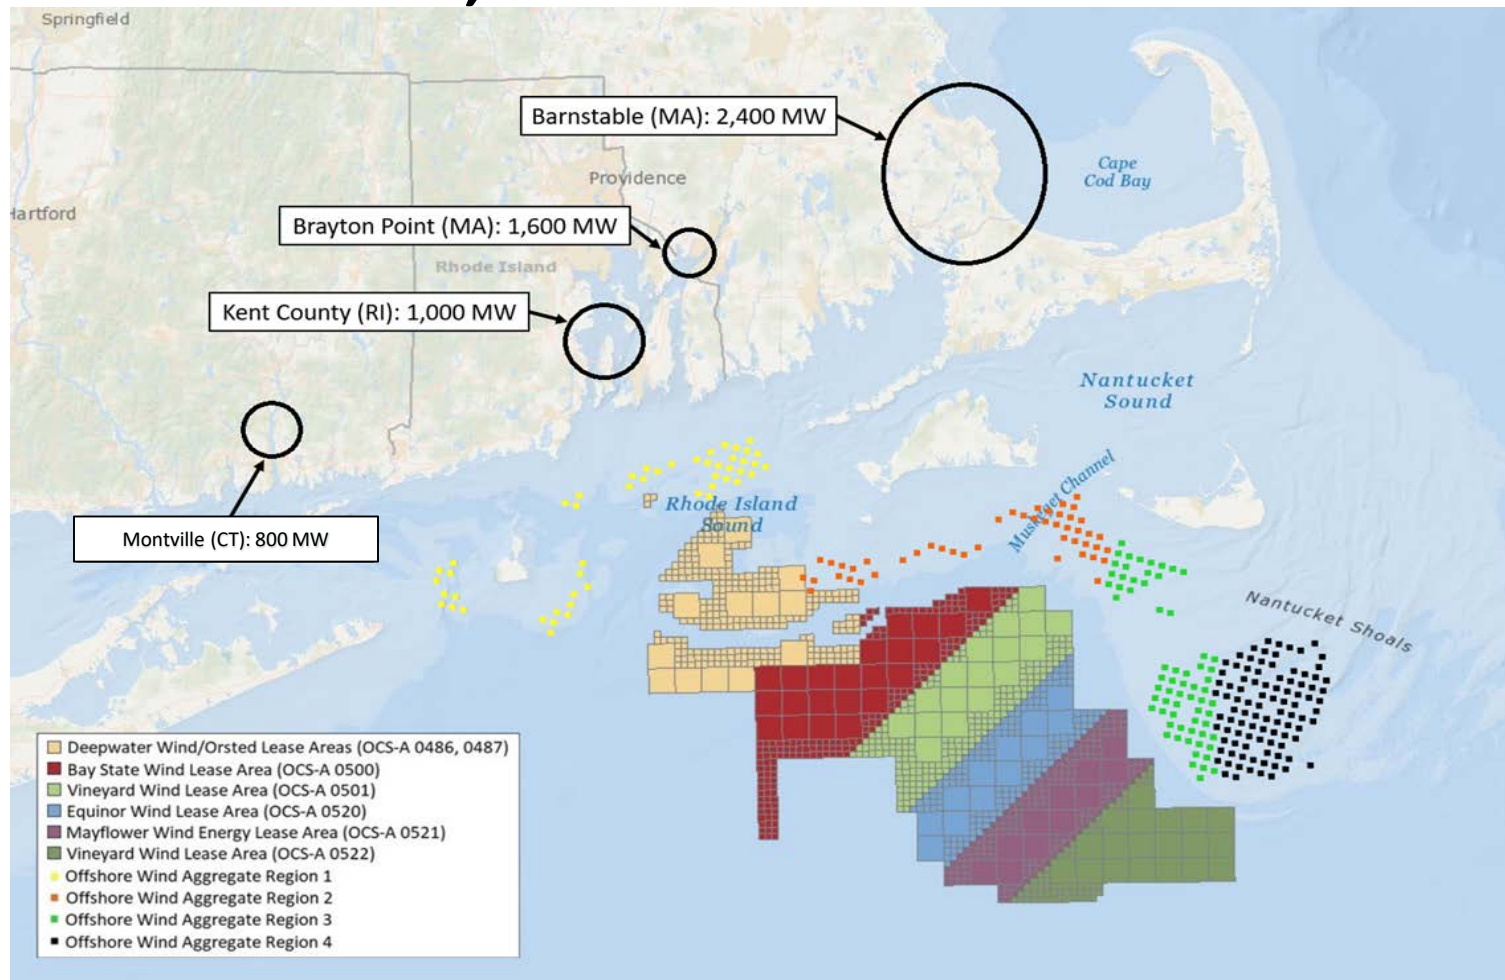 Springfield
Barnstable (MA): 2,400 MW
Cape
Cod Bay
Providence
Hartford
Brayton Point (MA): 1,600 MW
Rhode Island
Kent County (RI): 1,000 MW
Nantucket
Sound
Muskeget Channel
Rhode Island
Sound
Montville (CT): 800 MW
Nantucket Shoals
Deepwater Wind/Orsted Lease Areas (OCS-A 0486, 0487)
Bay State Wind Lease Area (OCS-A 0500)
Vineyard Wind Lease Area (OCS-A 0501)
Equinor Wind Lease Area (OCS-A 0520)
Mayflower Wind Energy Lease Area (OCS-A 0521)
Vineyard Wind Lease Area (OCS-A 0522)
Offshore Wind Aggregate Region 1
Offshore Wind Aggregate Region 2
Offshore Wind Aggregate Region 3
Offshore Wind Aggregate Region 4